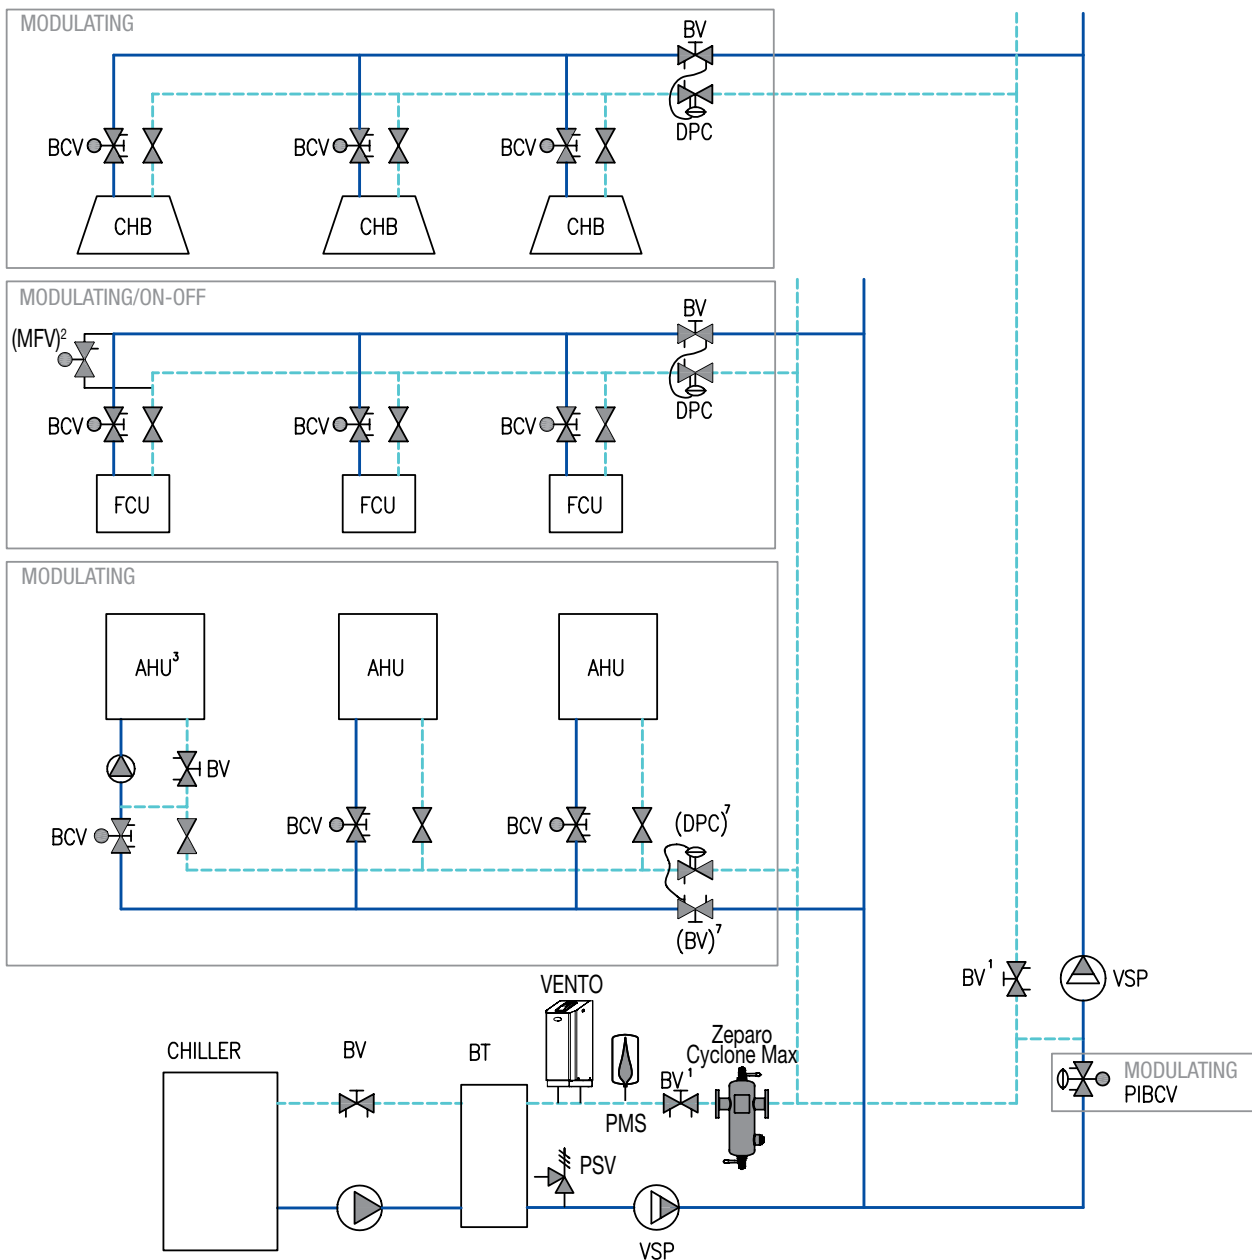 MODULATING
BV
DPC
BCV
BCV
BCV
CHB
CHB
CHB
MODULATING/ON-OFF
BV
(MFV)²
DPC
BCV
BCV
BCV
FCU
FCU
FCU
MODULATING
AHU³
AHU
AHU
BV
BCV
BCV
BCV
(DPC)⁷
(BV)⁷
BV¹
VSP
VENTO
Zeparo
Cyclone Max
CHILLER
BV
BT
BV¹
MODULATING
PIBCV
PMS
PSV
VSP